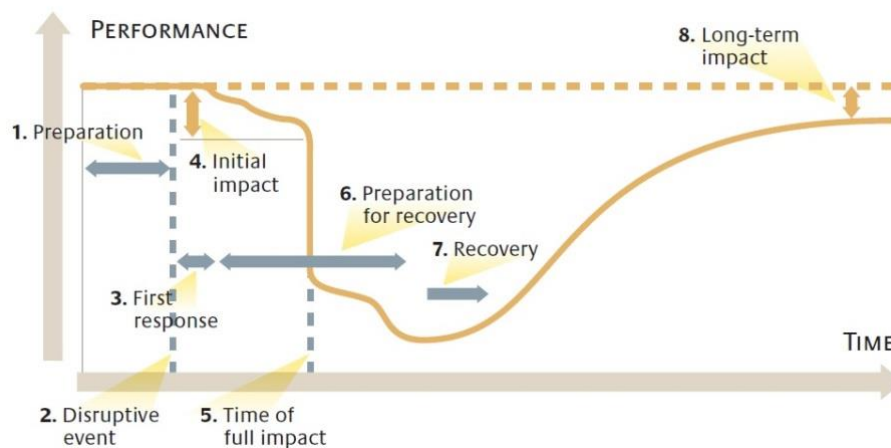 PERFORMANCE
8. Long-term
impact
1. Preparation
4. Initial
impact
6. Preparation
for recovery
7. Recovery
3. First
response
TIME
2. Disruptive
event
5. Time of
full impact